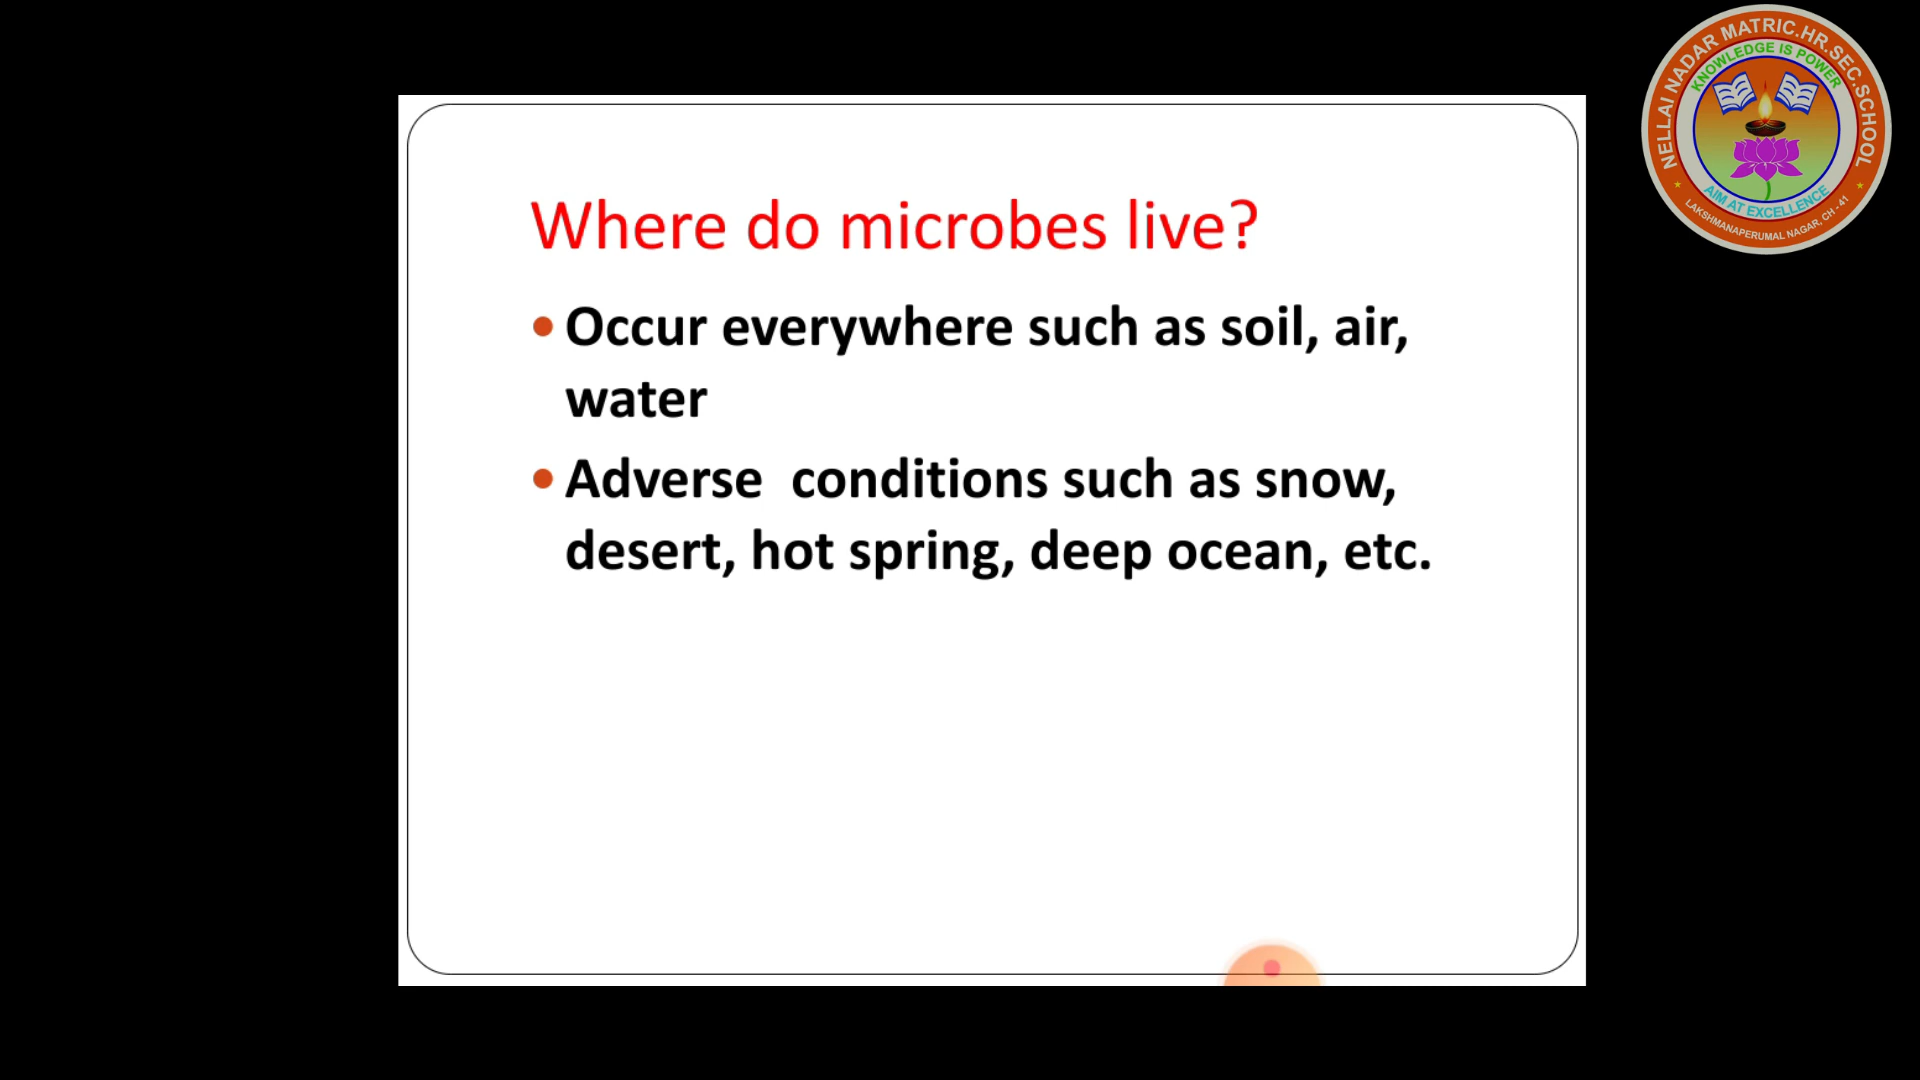 Where do microbes live?
• Occur everywhere such as soil, air,
water
• Adverse  conditions such as snow,
desert, hot spring, deep ocean, etc.
NELLAI NADAR MATRIC.HR.SEC.SCHOOL
KNOWLEDGE IS POWER
AIM AT EXCELLENCE
LAKSHMANAPERUMAL NAGAR, CH - 41